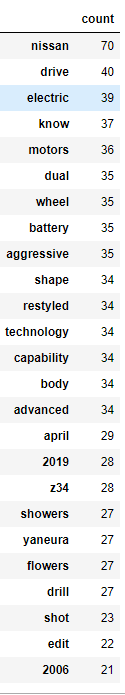 count
nissan 70
drive 40
electric 39
know 37
motors 36
dual 35
wheel 35
battery 35
aggressive 35
shape 34
restyled 34
technology 34
capability 34
body 34
advanced 34
april 29
2019 28
z34 28
showers 27
yaneura 27
flowers 27
drill 27
shot 23
edit 22
2006 21